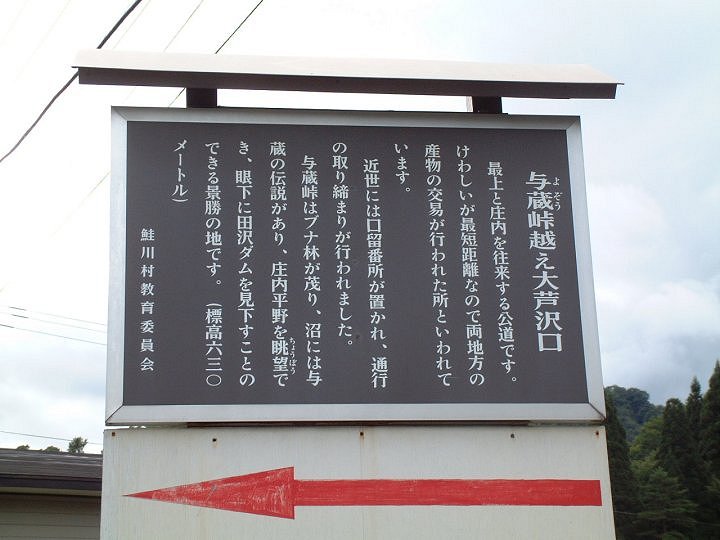 与蔵峠越え大芦沢口
よぞう
最上と庄内を往来する公道です。
けわしいが最短距離なので両地方の
産物の交易が行われた所といわれて
います。
近世には口留番所が置かれ、通行
の取り締まりが行われました。
与蔵峠はブナ林が茂り、沼には与
蔵の伝説があり、庄内平野を眺望で
ちょうぼう
き、眼下に田沢ダムを見下すことの
できる景勝の地です。(標高六三〇
メートル)
鮭川村教育委員会